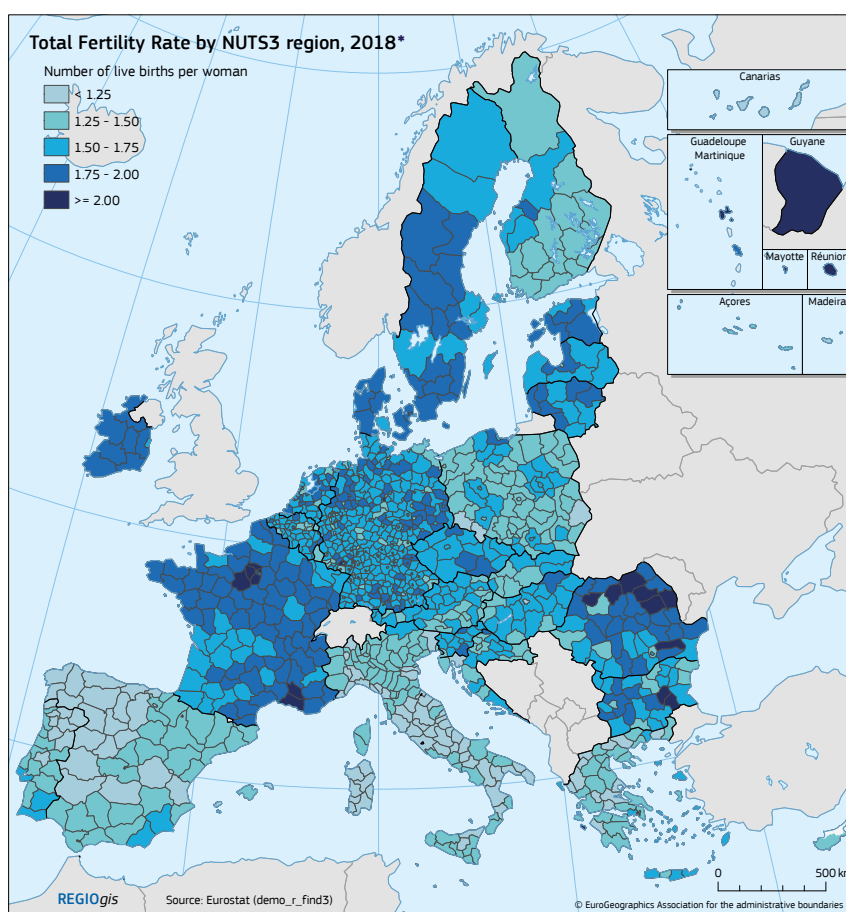 Total Fertility Rate by NUTS3 region, 2018*
Number of live births per woman
< 1.25
1.25 - 1.50
1.50 - 1.75
1.75 - 2.00
>= 2.00
Canarias
Guadeloupe
Martinique
Guyane
Mayotte
Réunion
Açores
Madeira
0
500 km
REGIOgis
Source: Eurostat (demo_r_find3)
© EuroGeographics Association for the administrative boundaries